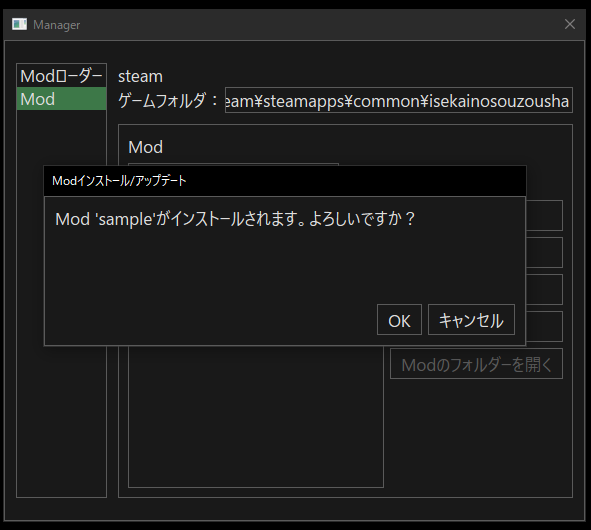 Manager
Modローダー
Mod
steam
ゲームフォルダ：
eam¥steamapps¥common¥isekainosouzousha
Mod
Modインストール/アップデート
Mod 'sample'がインストールされます。よろしいですか？
OK
キャンセル
Modのフォルダーを開く